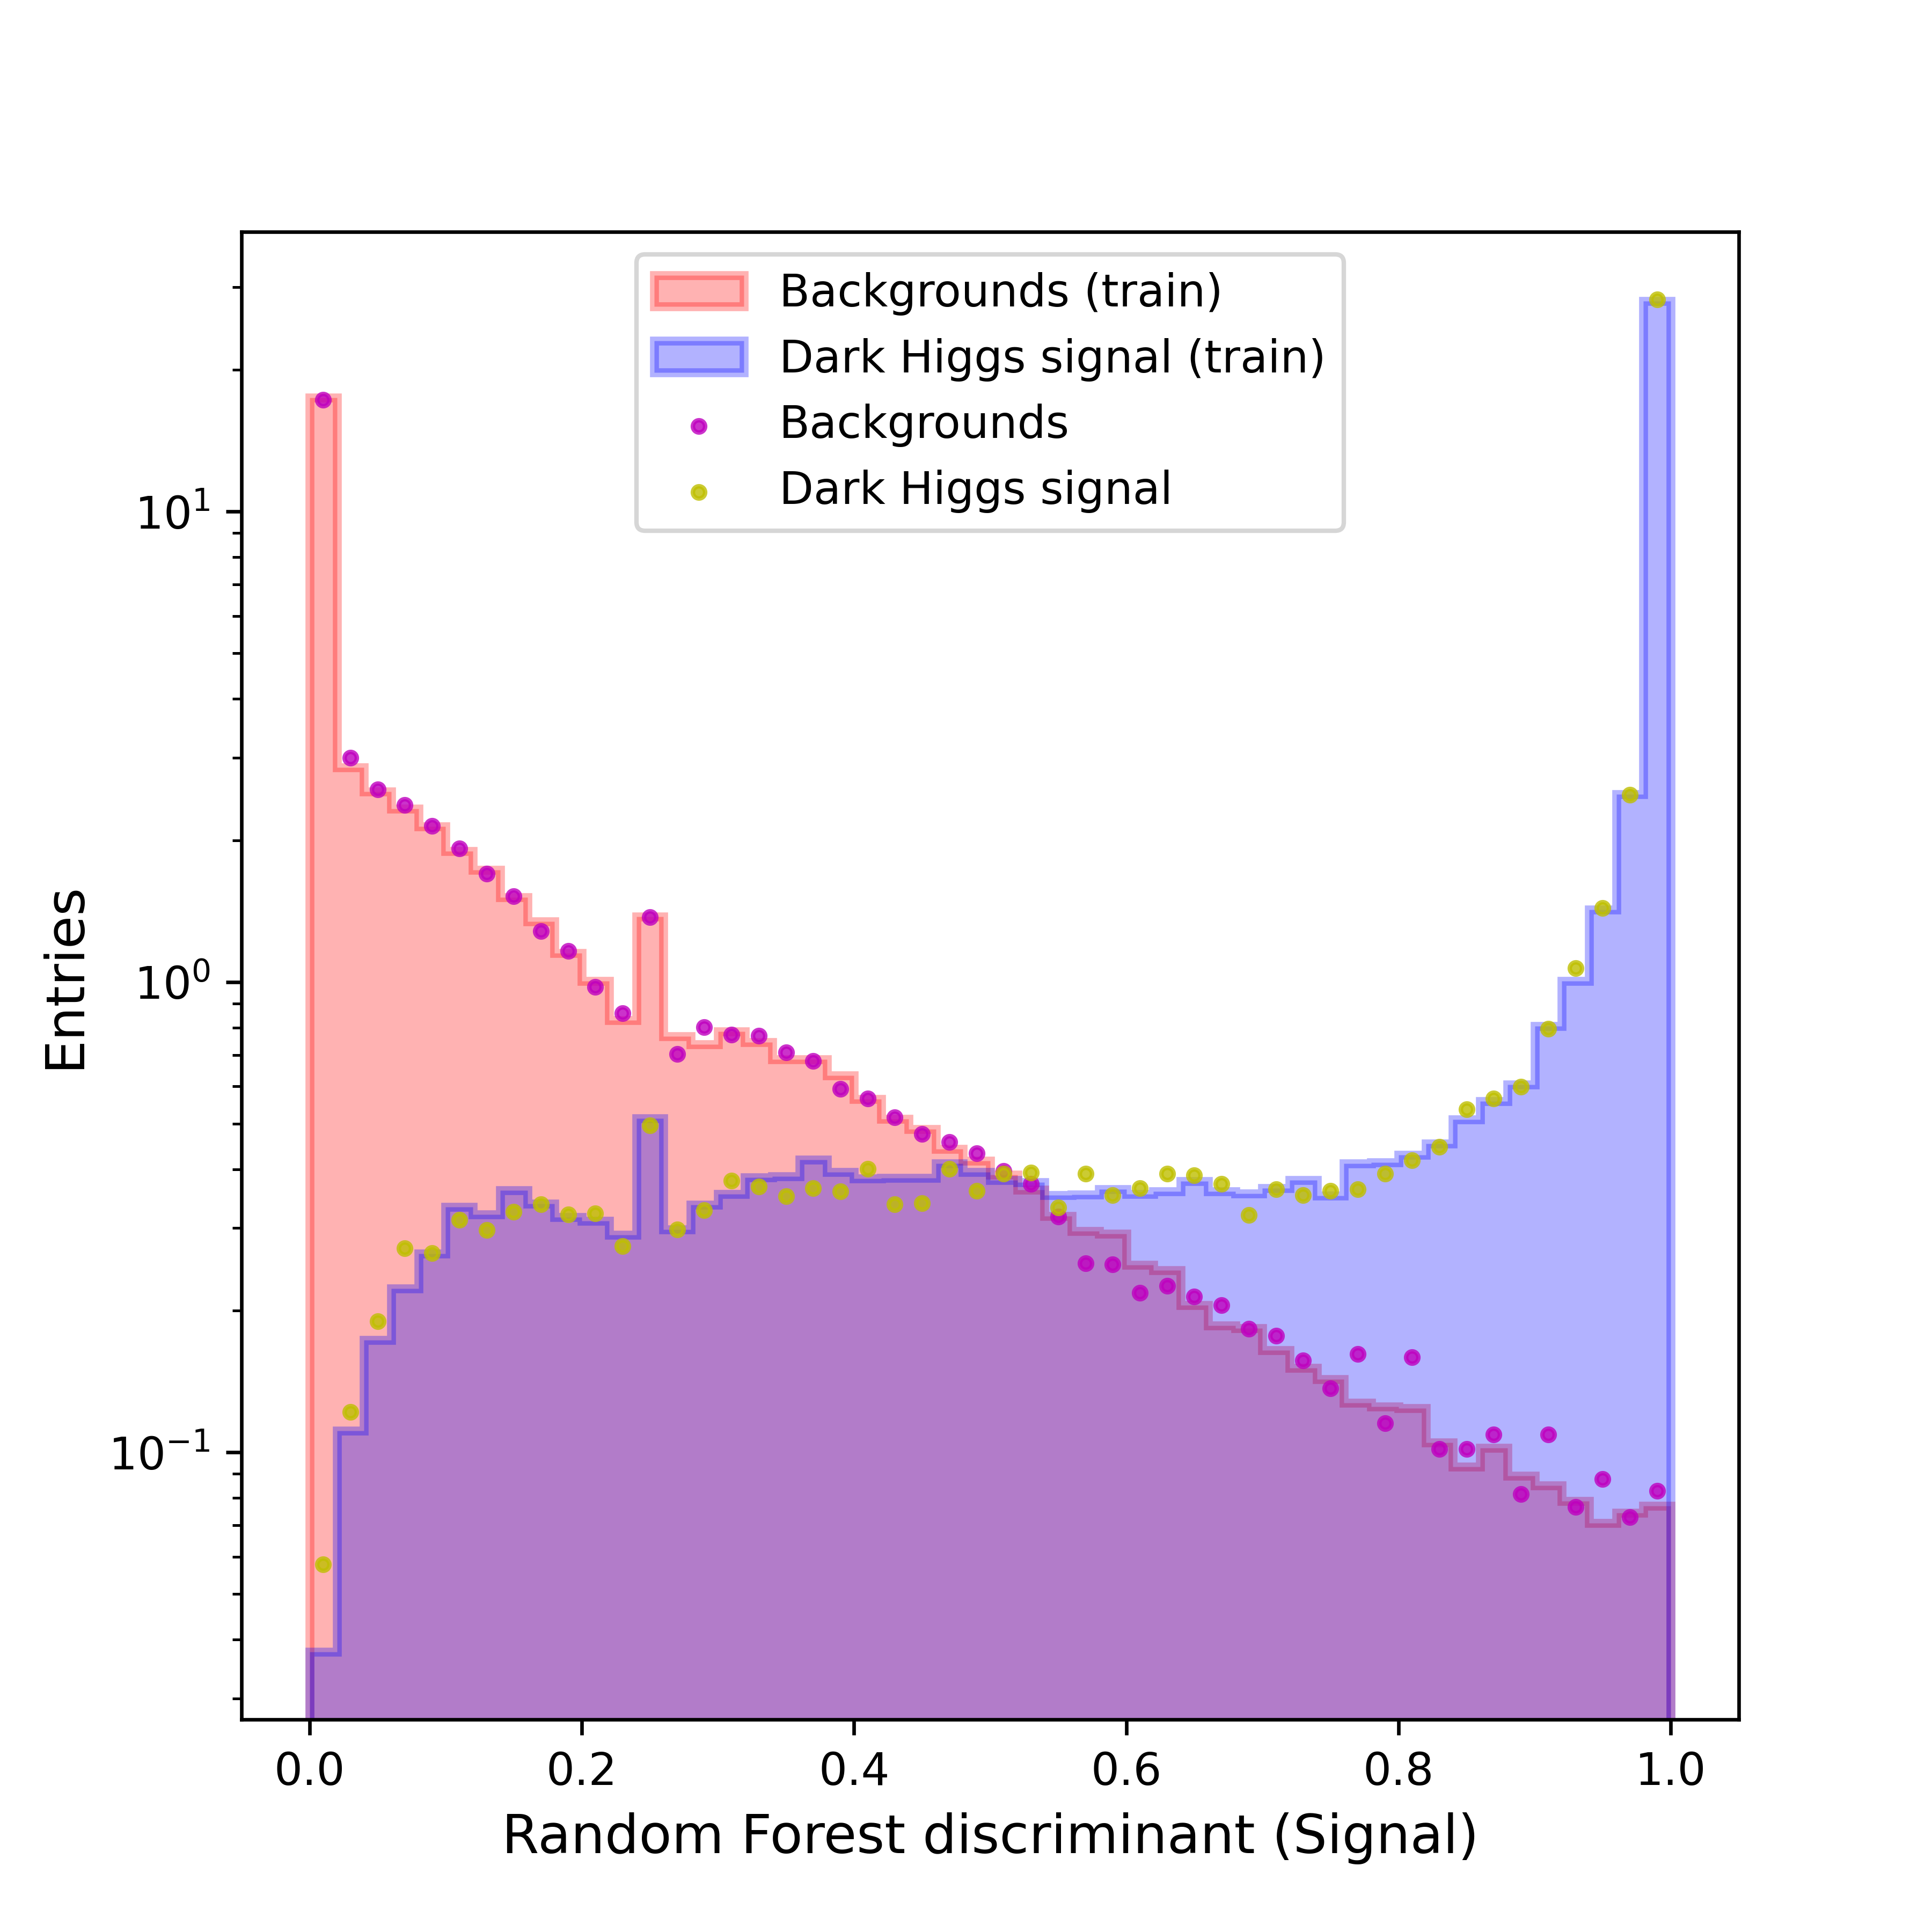 Backgrounds (train)
Dark Higgs signal (train)
Backgrounds
Dark Higgs signal
10¹
10⁰
10⁻¹
Entries
0.0 0.2 0.4 0.6 0.8 1.0
Random Forest discriminant (Signal)